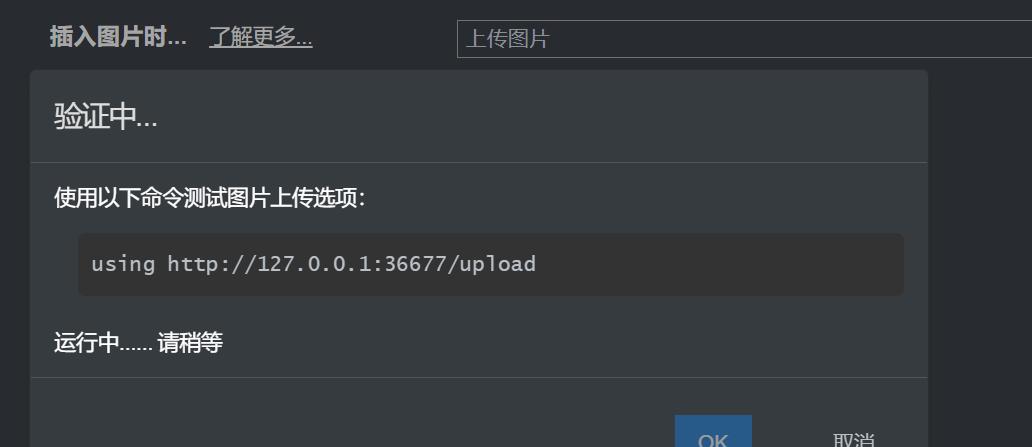 插入图片时... 了解更多... 上传图片
验证中...
使用以下命令测试图片上传选项：
using http://127.0.0.1:36677/upload
运行中...... 请稍等
OK 取消